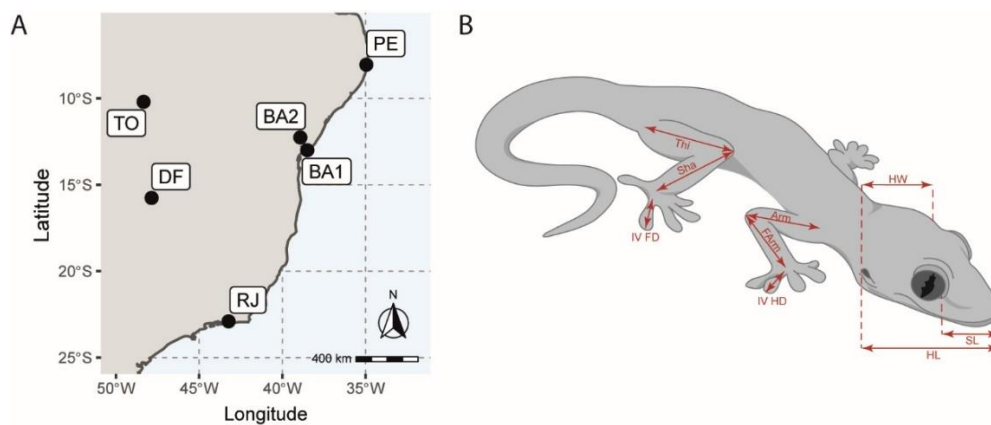 A
PE
10°S
TO
BA2
BA1
15°S
DF
Latitude
20°S
RJ
N
400 km
25°S
50°W 45°W 40°W 35°W
Longitude
B
Thi
Sha
HW
IV FD
Arm
FArm
IV HD
SL
HL